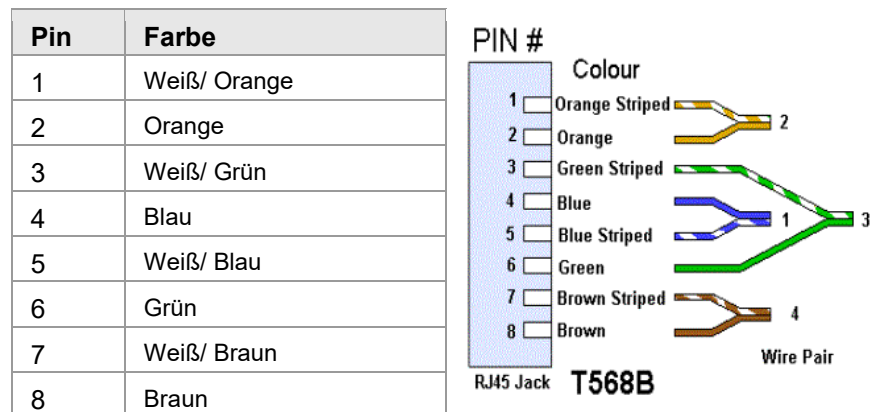 Pin Farbe
1 Weiß/ Orange
2 Orange
3 Weiß/ Grün
4 Blau
5 Weiß/ Blau
6 Grün
7 Weiß/ Braun
8 Braun
PIN #
Colour
1 Orange Striped
2 Orange
2
3 Green Striped
4 Blue
5 Blue Striped
1
3
6 Green
7 Brown Striped
8 Brown
4
Wire Pair
RJ45 Jack T568B